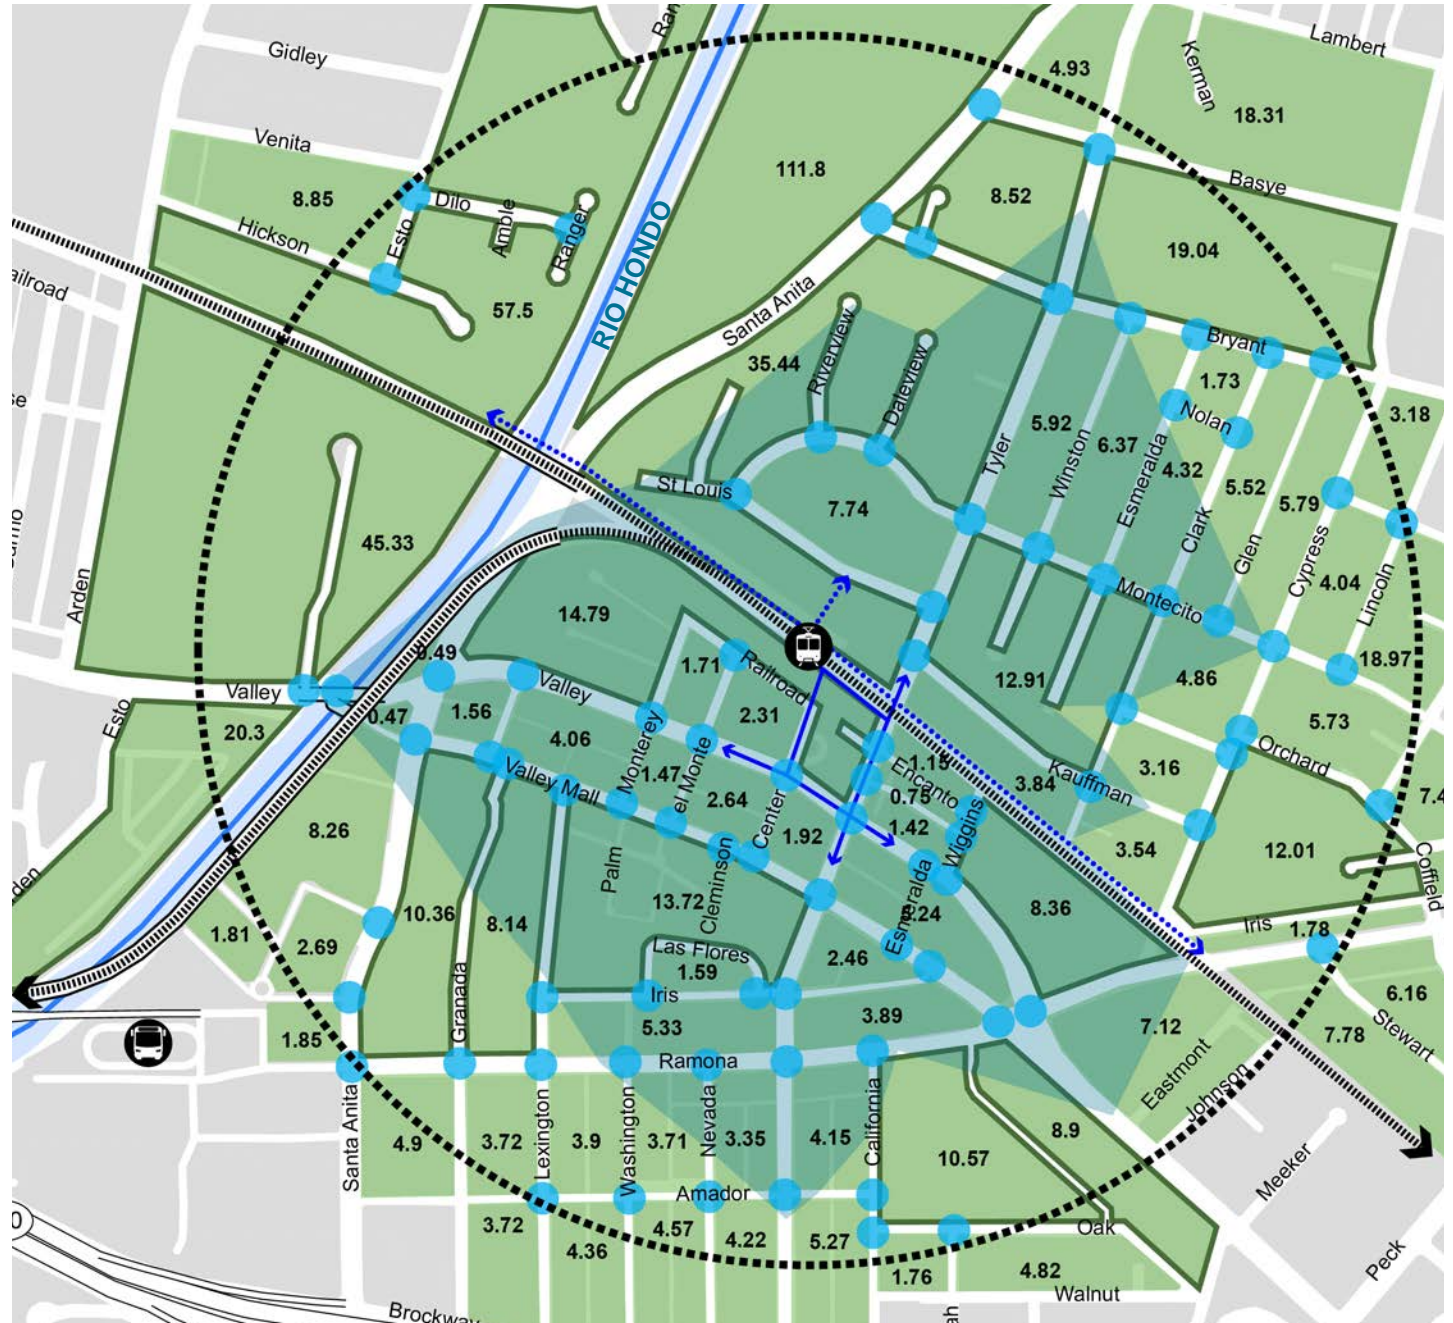 Ran
Lambert
Gidley
Kerman
4.93
18.31
Venita
111.8
8.85
8.52
Basye
Dilo
Amble
Ranger
Esto
Hickson
RIO HONDO
19.04
57.5
ailroad
Santa Anita
35.44
Riverview
Daleview
Bryant
1.73
Nolan
3.18
5.92
6.37
Tyler
Winston
Esmeralda
4.32
5.52
5.79
St Louis
7.74
Clark
Glen
Cypress
4.04
Lincoln
45.33
Arden
Montecito
14.79
0.49
1.71
Railroad
12.91
4.86
18.97
Valley
Valley
Esto
20.3
0.47
1.56
4.06
Monterey
2.31
5.73
Orchard
1.47
el Monte
1.15
Encanto
3.84
Kauffman
3.16
Valley Mall
2.64
Center
0.75
1.42
Wiggins
7.4
8.26
1.92
3.54
12.01
Coffield
den
Palm
Cleminson
13.72
Esmeralda
6.24
8.36
10.36
8.14
1.81
2.69
Las Flores
1.59
2.46
Iris
1.78
Iris
6.16
1.85
Granada
5.33
3.89
7.12
7.78
Stewart
Ramona
Eastmont
Johnson
Santa Anita
4.9
3.72
Lexington
3.9
Washington
3.71
Nevada
3.35
4.15
California
10.57
8.9
Meeker
Amador
3.72
4.36
4.57
4.22
5.27
Oak
1.76
4.82
Walnut
Peck
Brockway
ah
0